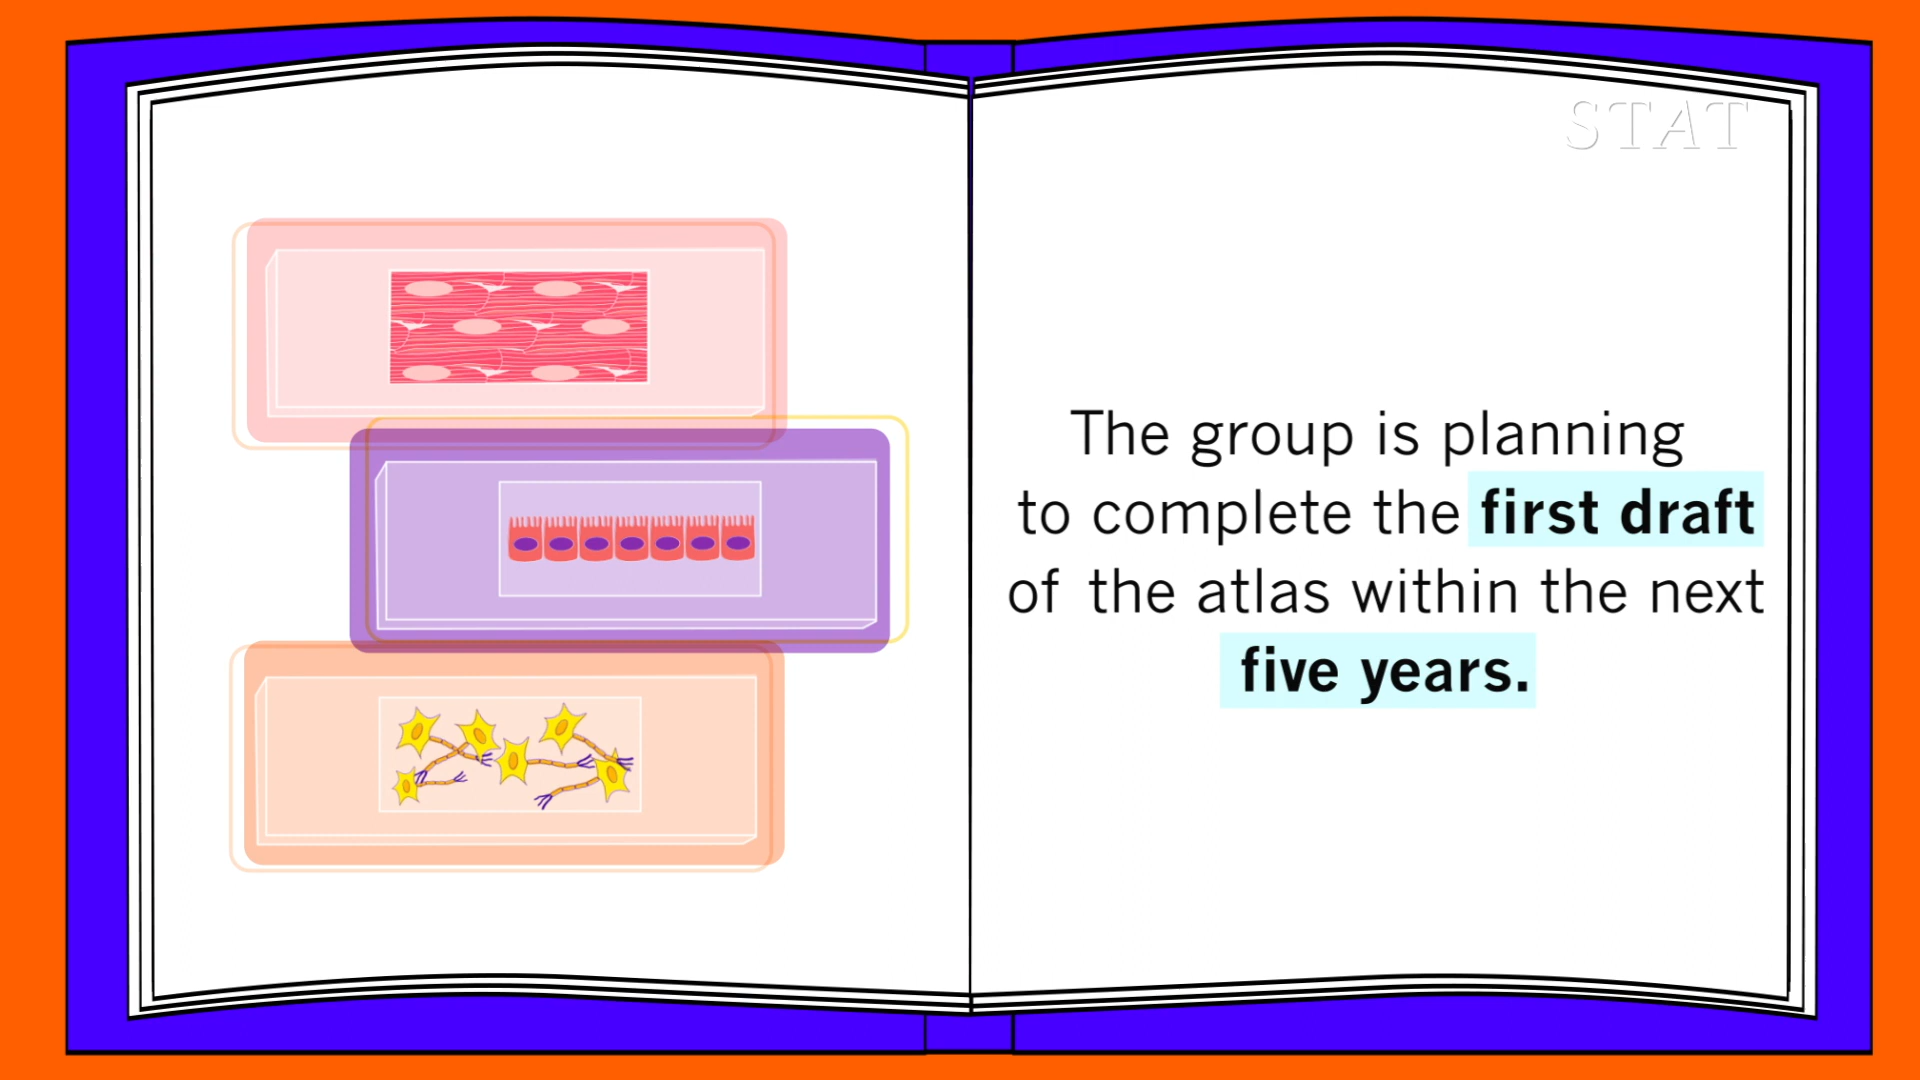 STAT
The group is planning
to complete the first draft
of the atlas within the next
five years.